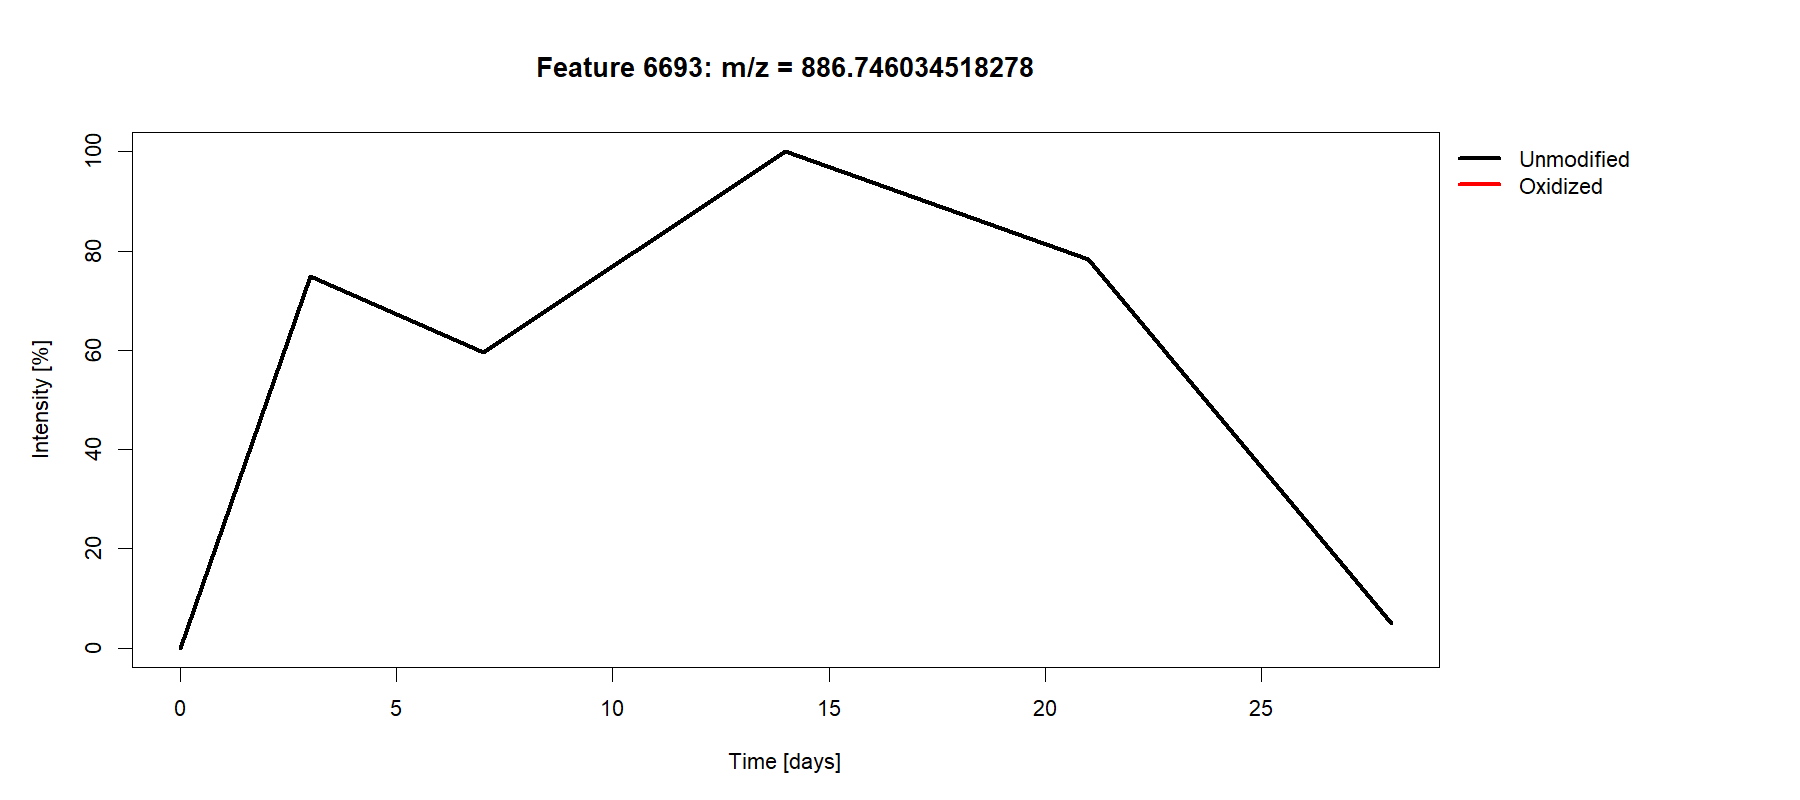 Feature 6693: m/z = 886.746034518278
Unmodified
Oxidized
Intensity [%]
100
80
60
40
20
0
0 5 10 15 20 25
Time [days]